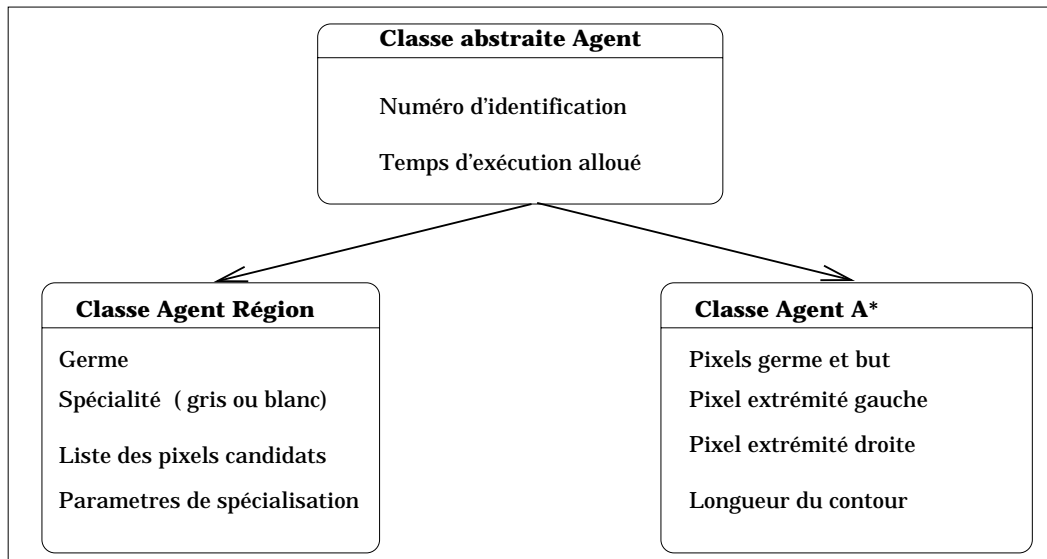 Classe abstraite Agent
Numéro d'identification
Temps d'exécution alloué
Classe Agent Région
Germe
Spécialité ( gris ou blanc)
Liste des pixels candidats
Parametres de spécialisation
Classe Agent A*
Pixels germe et but
Pixel extrémité gauche
Pixel extrémité droite
Longueur du contour